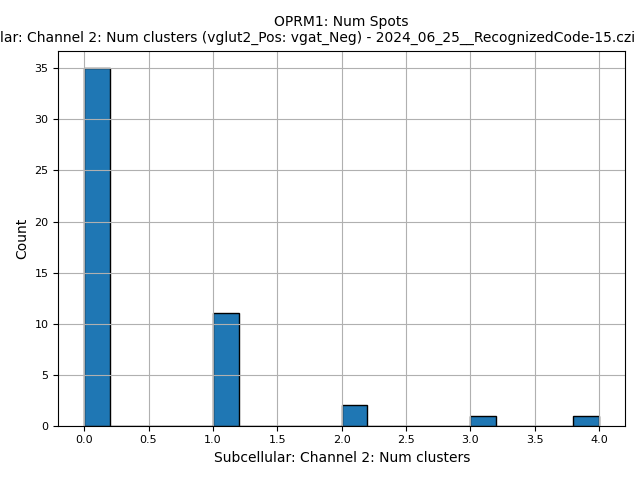 OPRM1: Num Spots
lar: Channel 2: Num clusters (vglut2_Pos: vgat_Neg) - 2024_06_25__RecognizedCode-15.czi
35
30
25
20
15
10
5
0
Count
0.0 0.5 1.0 1.5 2.0 2.5 3.0 3.5 4.0
Subcellular: Channel 2: Num clusters